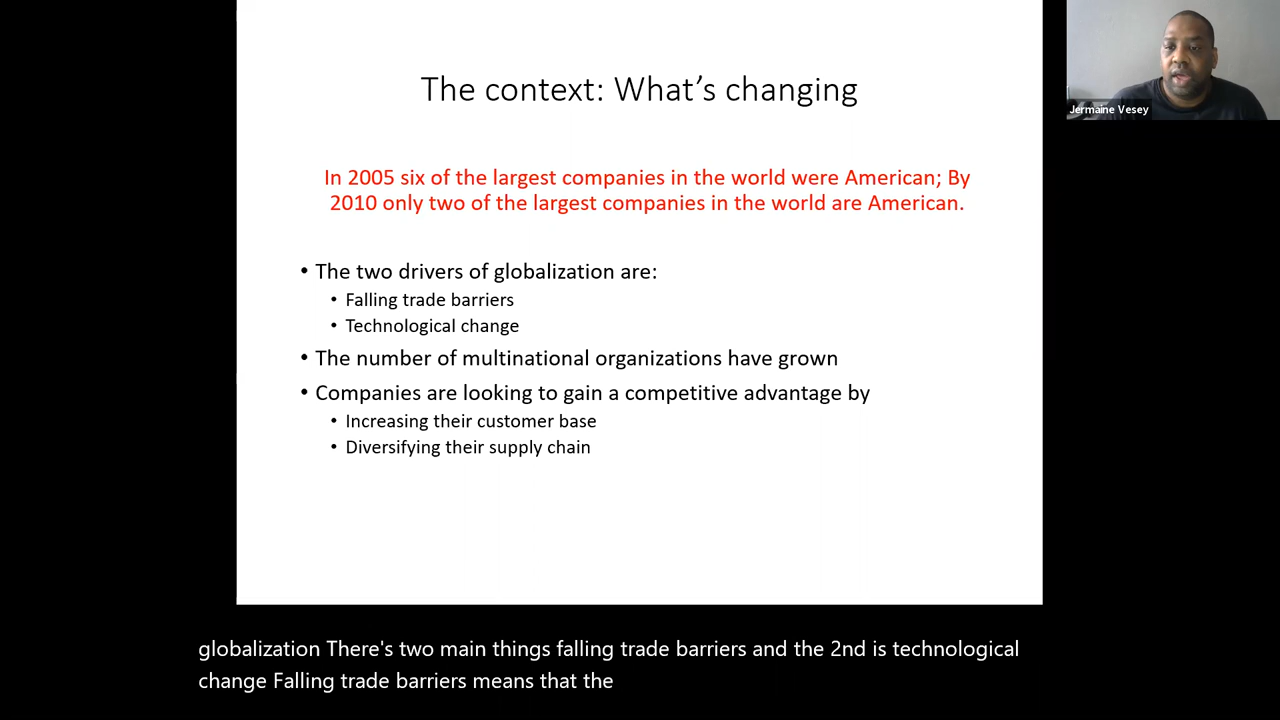 The context: What's changing
Jermaine Vesey
In 2005 six of the largest companies in the world were American; By
2010 only two of the largest companies in the world are American.
• The two drivers of globalization are:
• Falling trade barriers
• Technological change
• The number of multinational organizations have grown
• Companies are looking to gain a competitive advantage by
• Increasing their customer base
• Diversifying their supply chain
globalization There's two main things falling trade barriers and the 2nd is technological
change Falling trade barriers means that the